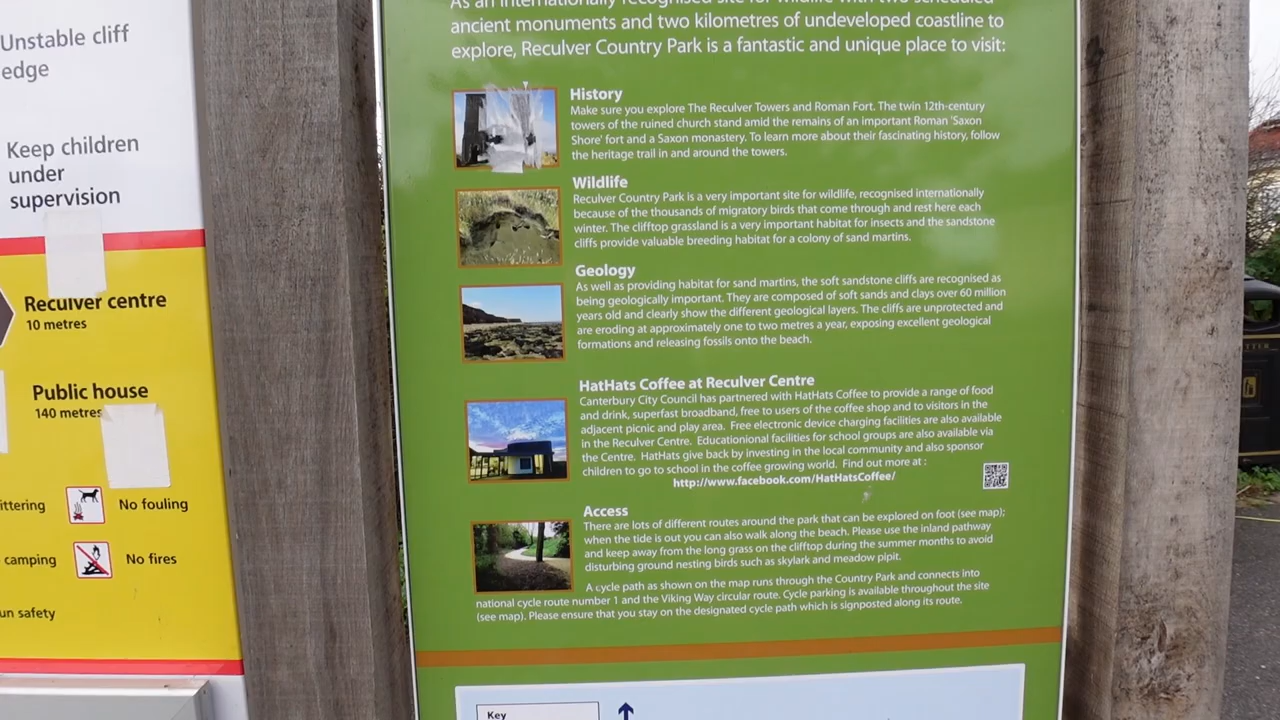 Unstable cliff
edge
Keep children
under
supervision
Reculver centre
10 metres
Public house
140 metres
ittering
No fouling
camping
No fires
un safety
As an internationally recognised site for wildlife with two scheduled
ancient monuments and two kilometres of undeveloped coastline to
explore, Reculver Country Park is a fantastic and unique place to visit:
History
Make sure you explore The Reculver Towers and Roman Fort. The twin 12th-century
towers of the ruined church stand amid the remains of an important Roman 'Saxon
Shore' fort and a Saxon monastery. To learn more about their fascinating history, follow
the heritage trail in and around the towers.
Wildlife
Reculver Country Park is a very important site for wildlife, recognised internationally
because of the thousands of migratory birds that come through and rest here each
winter. The clifftop grassland is a very important habitat for insects and the sandstone
cliffs provide valuable breeding habitat for a colony of sand martins.
Geology
As well as providing habitat for sand martins, the soft sandstone cliffs are recognised as
being geologically important. They are composed of soft sands and clays over 60 million
years old and clearly show the different geological layers. The cliffs are unprotected and
are eroding at approximately one to two metres a year, exposing excellent geological
formations and releasing fossils onto the beach.
HatHats Coffee at Reculver Centre
Canterbury City Council has partnered with HatHats Coffee to provide a range of food
and drink, superfast broadband, free to users of the coffee shop and to visitors in the
adjacent picnic and play area. Free electronic device charging facilities are also available
in the Reculver Centre. Educationional facilities for school groups are also available via
the Centre. HatHats give back by investing in the local community and also sponsor
children to go to school in the coffee growing world. Find out more at :
http://www.facebook.com/HatHatsCoffee/
Access
There are lots of different routes around the park that can be explored on foot (see map);
when the tide is out you can also walk along the beach. Please use the inland pathway
and keep away from the long grass on the clifftop during the summer months to avoid
disturbing ground nesting birds such as skylark and meadow pipit.
A cycle path as shown on the map runs through the Country Park and connects into
national cycle route number 1 and the Viking Way circular route. Cycle parking is available throughout the site
(see map). Please ensure that you stay on the designated cycle path which is signposted along its route.
Key